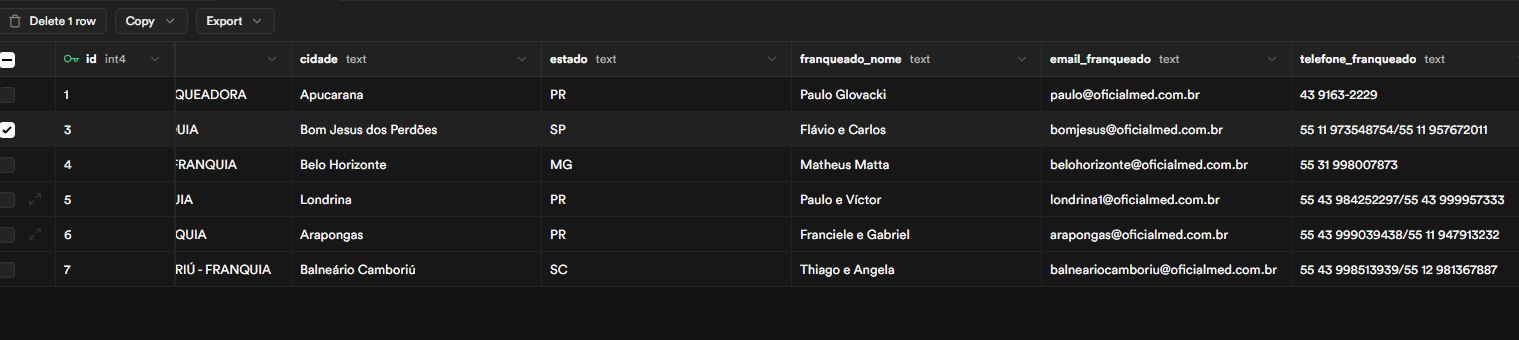 Delete 1 row Copy Export
id int4 cidade text estado text franqueado_nome text email_franqueado text telefone_franqueado text
1 QUEADORA Apucarana PR Paulo Glovacki paulo@oficialmed.com.br 43 9163-2229
3 UIA Bom Jesus dos Perdões SP Flávio e Carlos bomjesus@oficialmed.com.br 55 11 973548754/55 11 957672011
4 FRANQUIA Belo Horizonte MG Matheus Matta belohorizonte@oficialmed.com.br 55 31 998007873
5 UIA Londrina PR Paulo e Víctor londrina1@oficialmed.com.br 55 43 984252297/55 43 999957333
6 QUIA Arapongas PR Franciele e Gabriel arapongas@oficialmed.com.br 55 43 999039438/55 11 947913232
7 RIÚ - FRANQUIA Balneário Camboriú SC Thiago e Angela balneariocamboriu@oficialmed.com.br 55 43 998513939/55 12 981367887